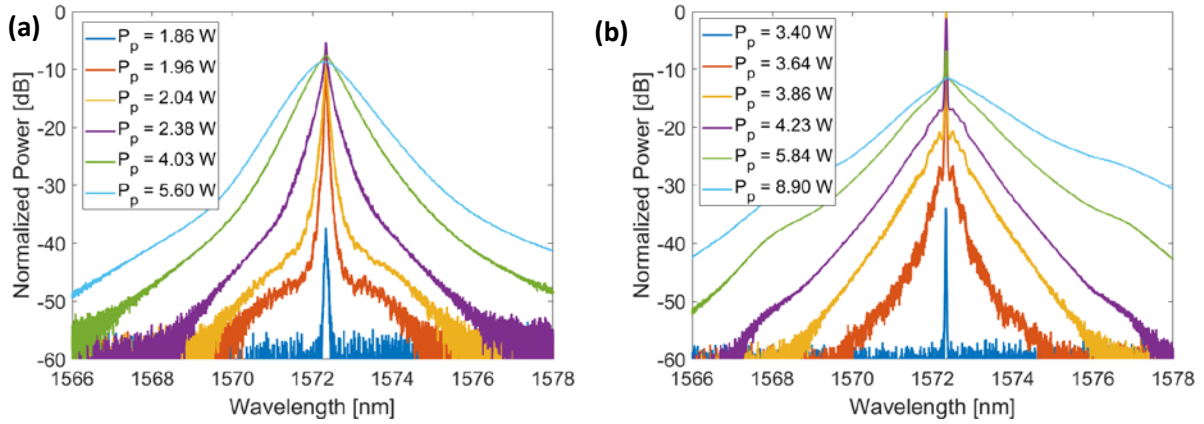 (a)
P_p = 1.86 W
P_p = 1.96 W
P_p = 2.04 W
P_p = 2.38 W
P_p = 4.03 W
P_p = 5.60 W
0
-10
-20
-30
-40
-50
-60
Normalized Power [dB]
1566 1568 1570 1572 1574 1576 1578
Wavelength [nm]
(b)
P_p = 3.40 W
P_p = 3.64 W
P_p = 3.86 W
P_p = 4.23 W
P_p = 5.84 W
P_p = 8.90 W
0
-10
-20
-30
-40
-50
-60
Normalized Power [dB]
1566 1568 1570 1572 1574 1576 1578
Wavelength [nm]